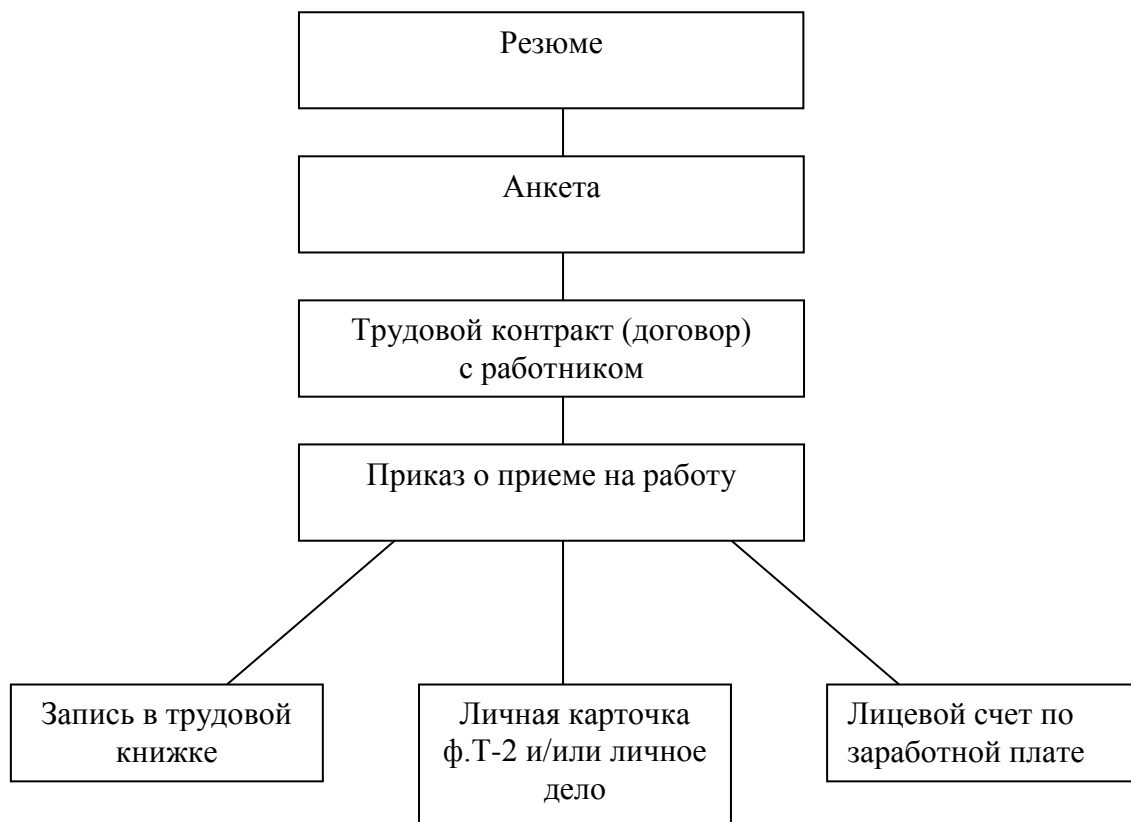 Резюме
Анкета
Трудовой контракт (договор)
с работником
Приказ о приеме на работу
Запись в трудовой
книжке
Личная карточка
ф.Т-2 и/или личное
дело
Лицевой счет по
заработной плате